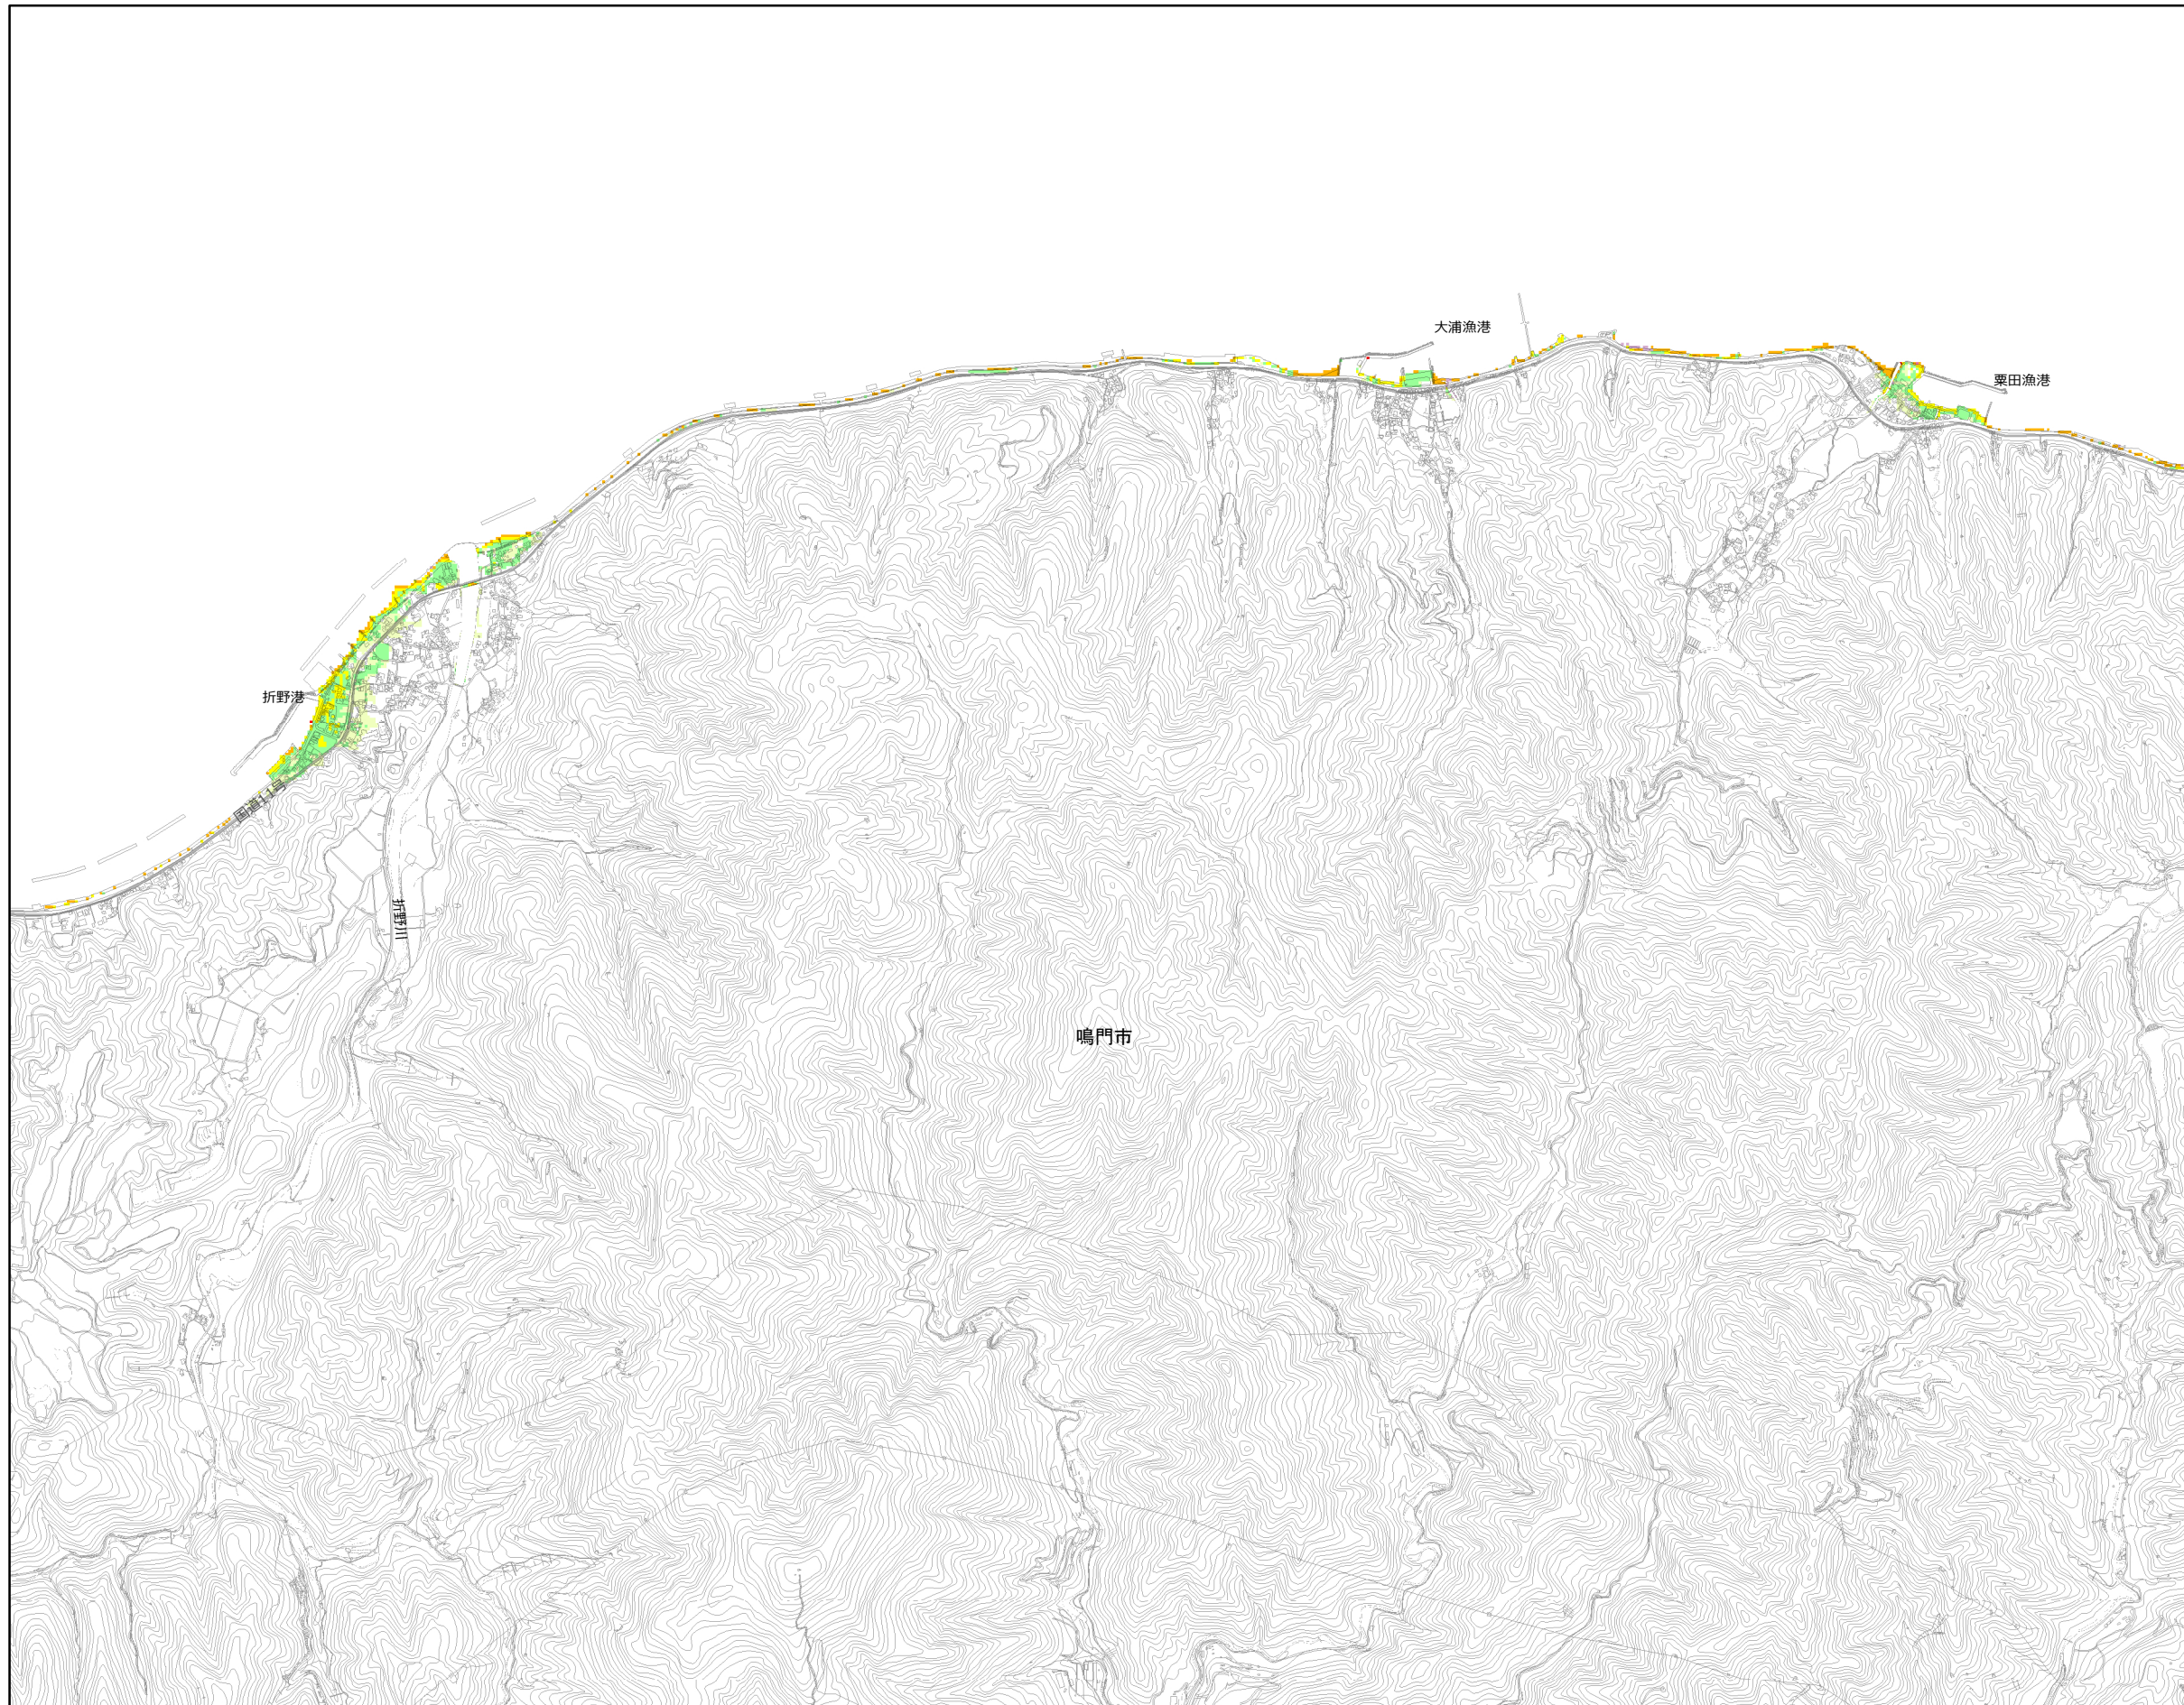 大浦漁港
粟田漁港
折野港
国道11号
折野川
鳴門市